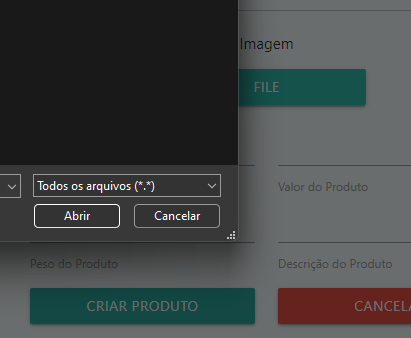 Imagem
FILE
Todos os arquivos (*.*)
Valor do Produto
Abrir
Cancelar
Peso do Produto
Descrição do Produto
CRIAR PRODUTO
CANCELA